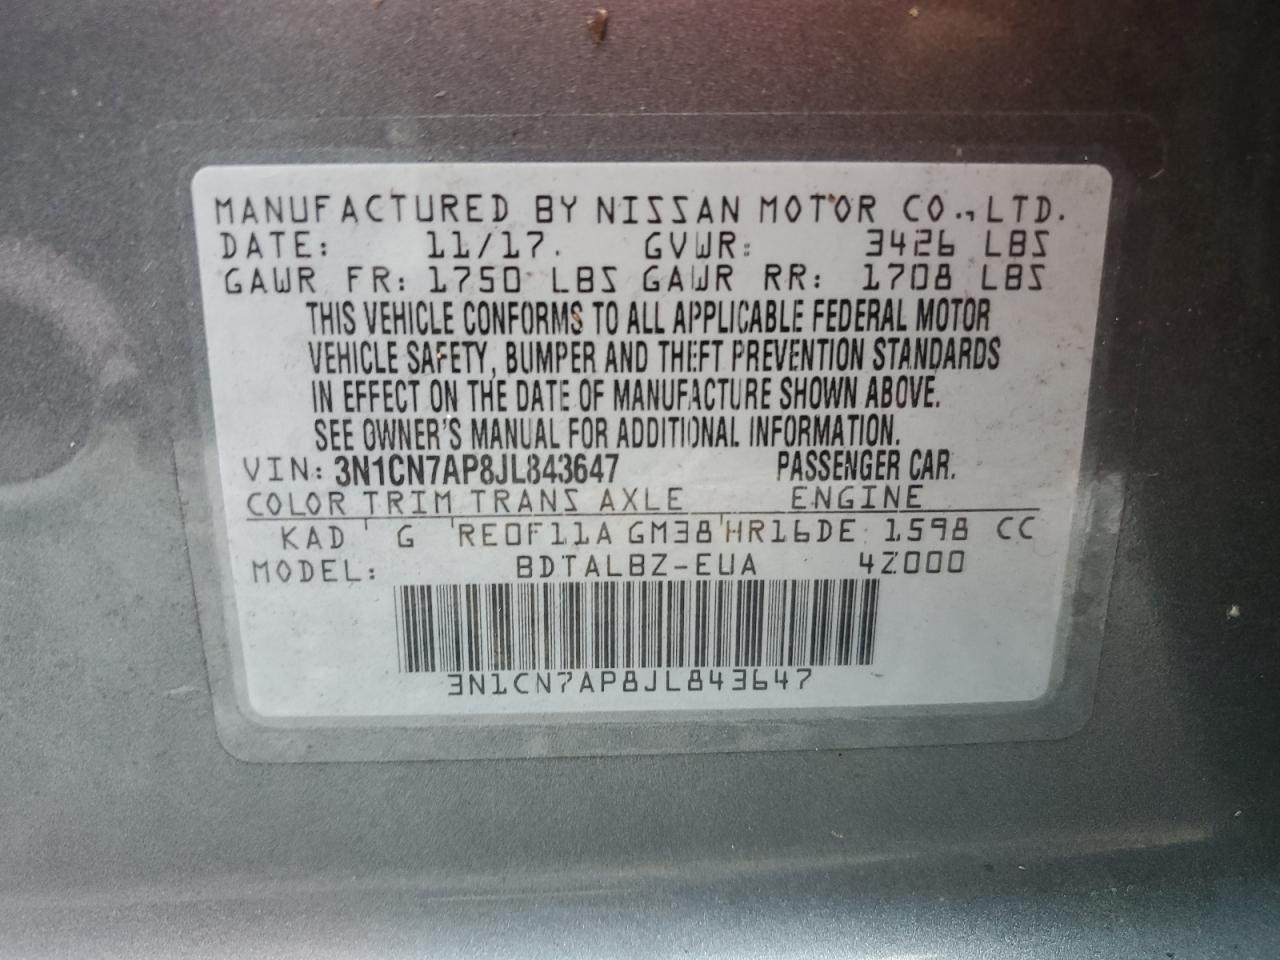 MANUFACTURED BY NISSAN MOTOR CO.,LTD.
DATE: 11/17. GVWR: 3426 LBS
GAWR FR: 1750 LBS GAWR RR: 1708 LBS
THIS VEHICLE CONFORMS TO ALL APPLICABLE FEDERAL MOTOR
VEHICLE SAFETY, BUMPER AND THEFT PREVENTION STANDARDS
IN EFFECT ON THE DATE OF MANUFACTURE SHOWN ABOVE.
SEE OWNER'S MANUAL FOR ADDITIONAL INFORMATION.
VIN: 3N1CN7AP8JL843647 PASSENGER CAR.
COLOR TRIM TRANS AXLE ENGINE
KAD G RE0F11A GM38 HR16DE 1598 CC
MODEL: BDTALBZ-EUA 4Z000
3N1CN7AP8JL843647